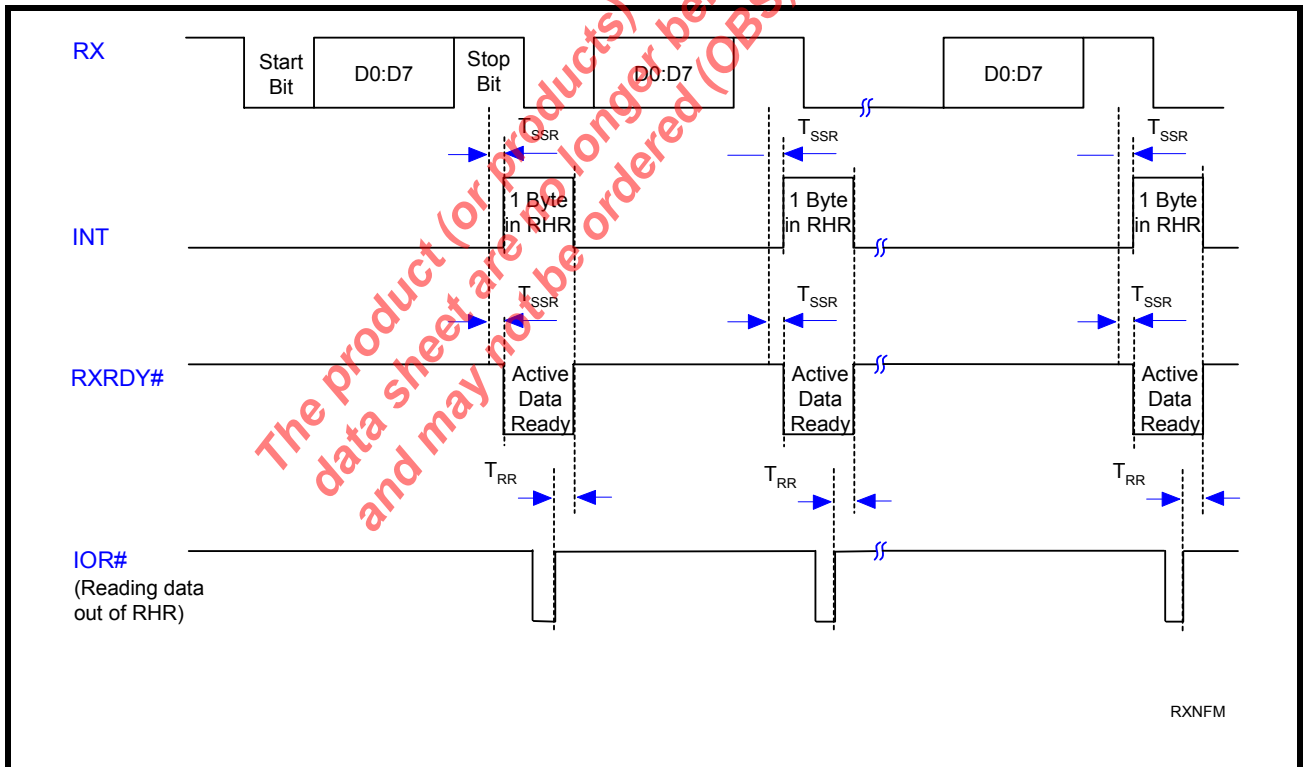 RX
Start
Bit
D0:D7
Stop
Bit
D0:D7
D0:D7
TSSR
TSSR
TSSR
INT
1 Byte
in RHR
1 Byte
in RHR
1 Byte
in RHR
TSSR
TSSR
TSSR
RXRDY#
Active
Data
Ready
Active
Data
Ready
Active
Data
Ready
TRR
TRR
TRR
IOR#
(Reading data
out of RHR)
RXNFM
The product (or products)
data sheet are no longer
and may not be ordered (OBS)